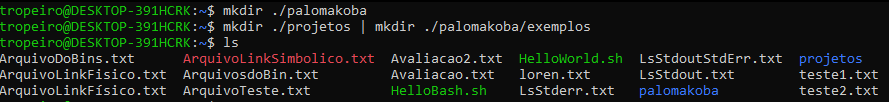 tropeiro@DESKTOP-391HCRK:~$ mkdir ./palomakoba
tropeiro@DESKTOP-391HCRK:~$ mkdir ./projetos | mkdir ./palomakoba/exemplos
tropeiro@DESKTOP-391HCRK:~$ ls
ArquivoDoBins.txt ArquivoLinkSimbolico.txt Avaliacao2.txt HelloWorld.sh LsStdoutStdErr.txt projetos
ArquivoLinkFisico.txt ArquivosdoBin.txt Avaliacao.txt loren.txt LsStdout.txt teste1.txt
ArquivoLinkFísico.txt ArquivoTeste.txt HelloBash.sh LsStderr.txt palomakoba teste2.txt